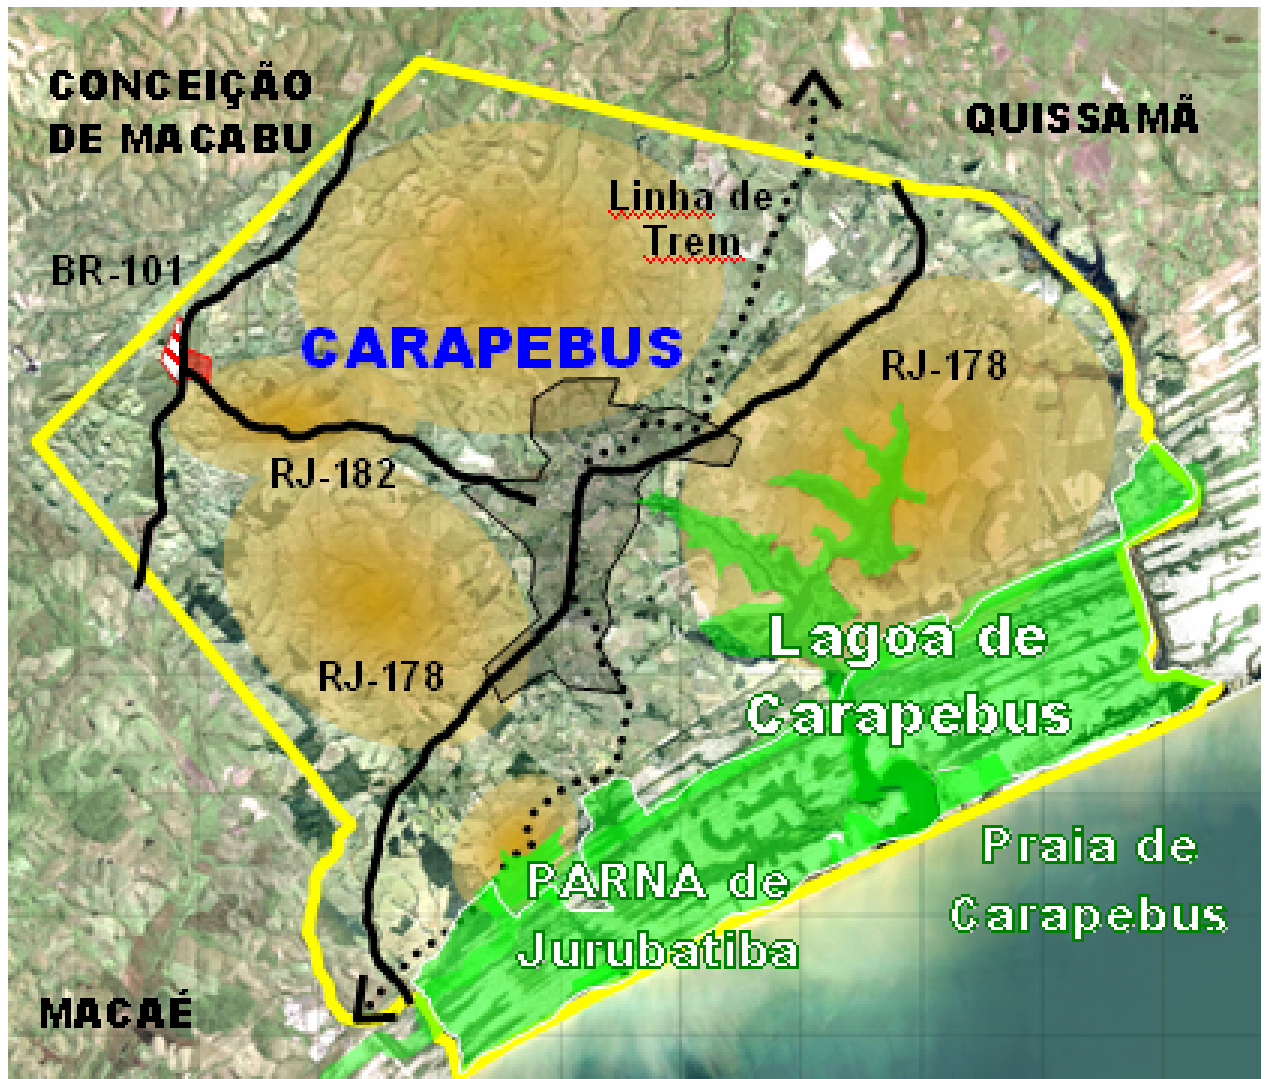 CONCEIÇÃO
DE MACABU
QUISSAMÃ
Linha de
Trem
BR-101
CARAPEBUS
RJ-178
RJ-182
Lagoa de
Carapebus
RJ-178
Praia de
Carapebus
PARNA de
Jurubatiba
MACAÉ